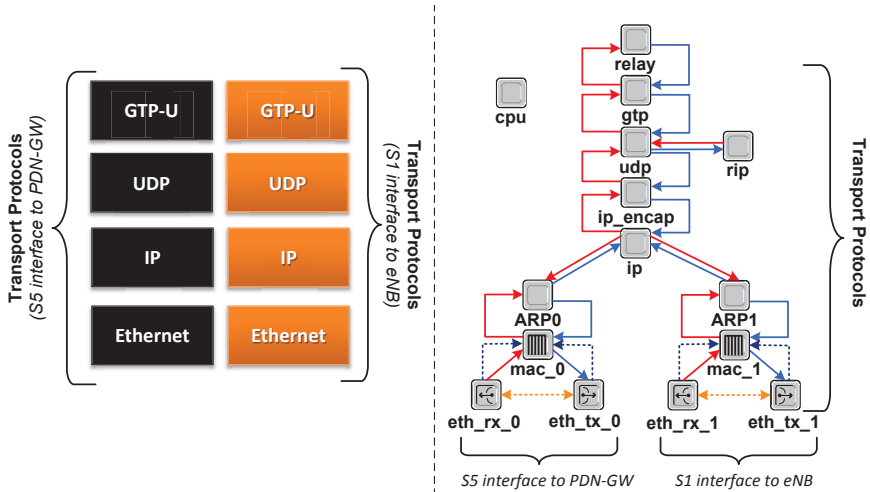 Transport Protocols
(S5 interface to PDN-GW)
GTP-U
GTP-U
UDP
UDP
IP
IP
Ethernet
Ethernet
Transport Protocols
(S1 interface to eNB)
relay
cpu
gtp
udp
rip
ip_encap
ip
ARP0
ARP1
mac_0
mac_1
eth_rx_0
eth_tx_0
eth_rx_1
eth_tx_1
S5 interface to PDN-GW
S1 interface to eNB
Transport Protocols